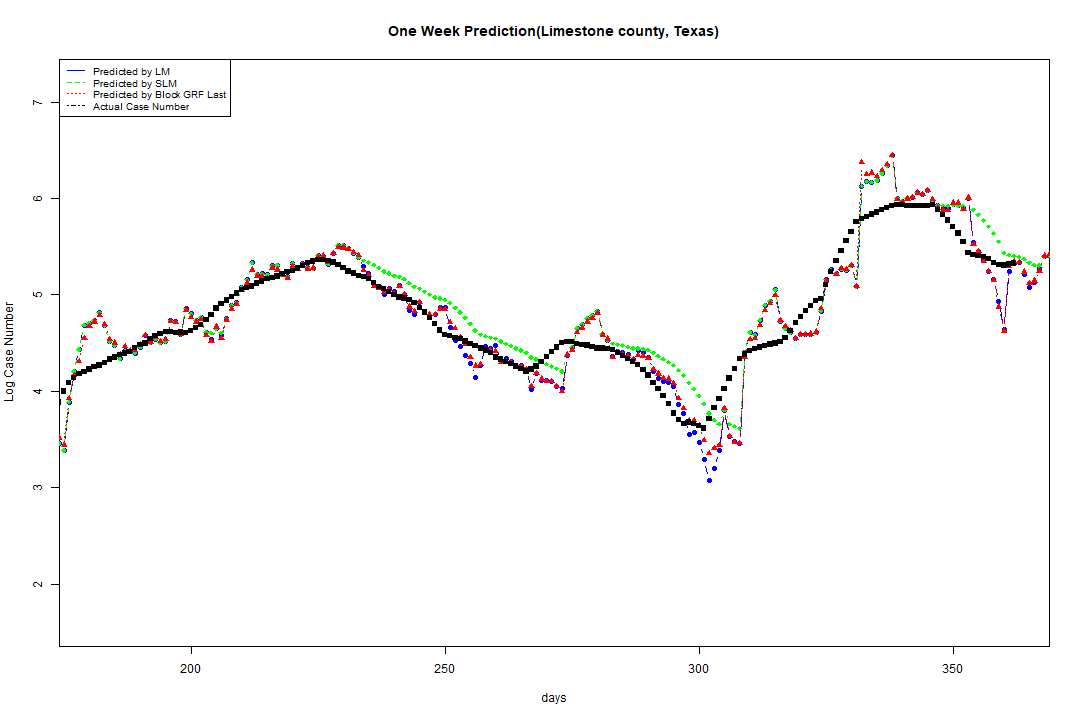 One Week Prediction(Limestone county, Texas)
Predicted by LM
Predicted by SLM
Predicted by Block GRF Last
Actual Case Number
7
6
5
4
3
2
Log Case Number
200
250
300
350
days